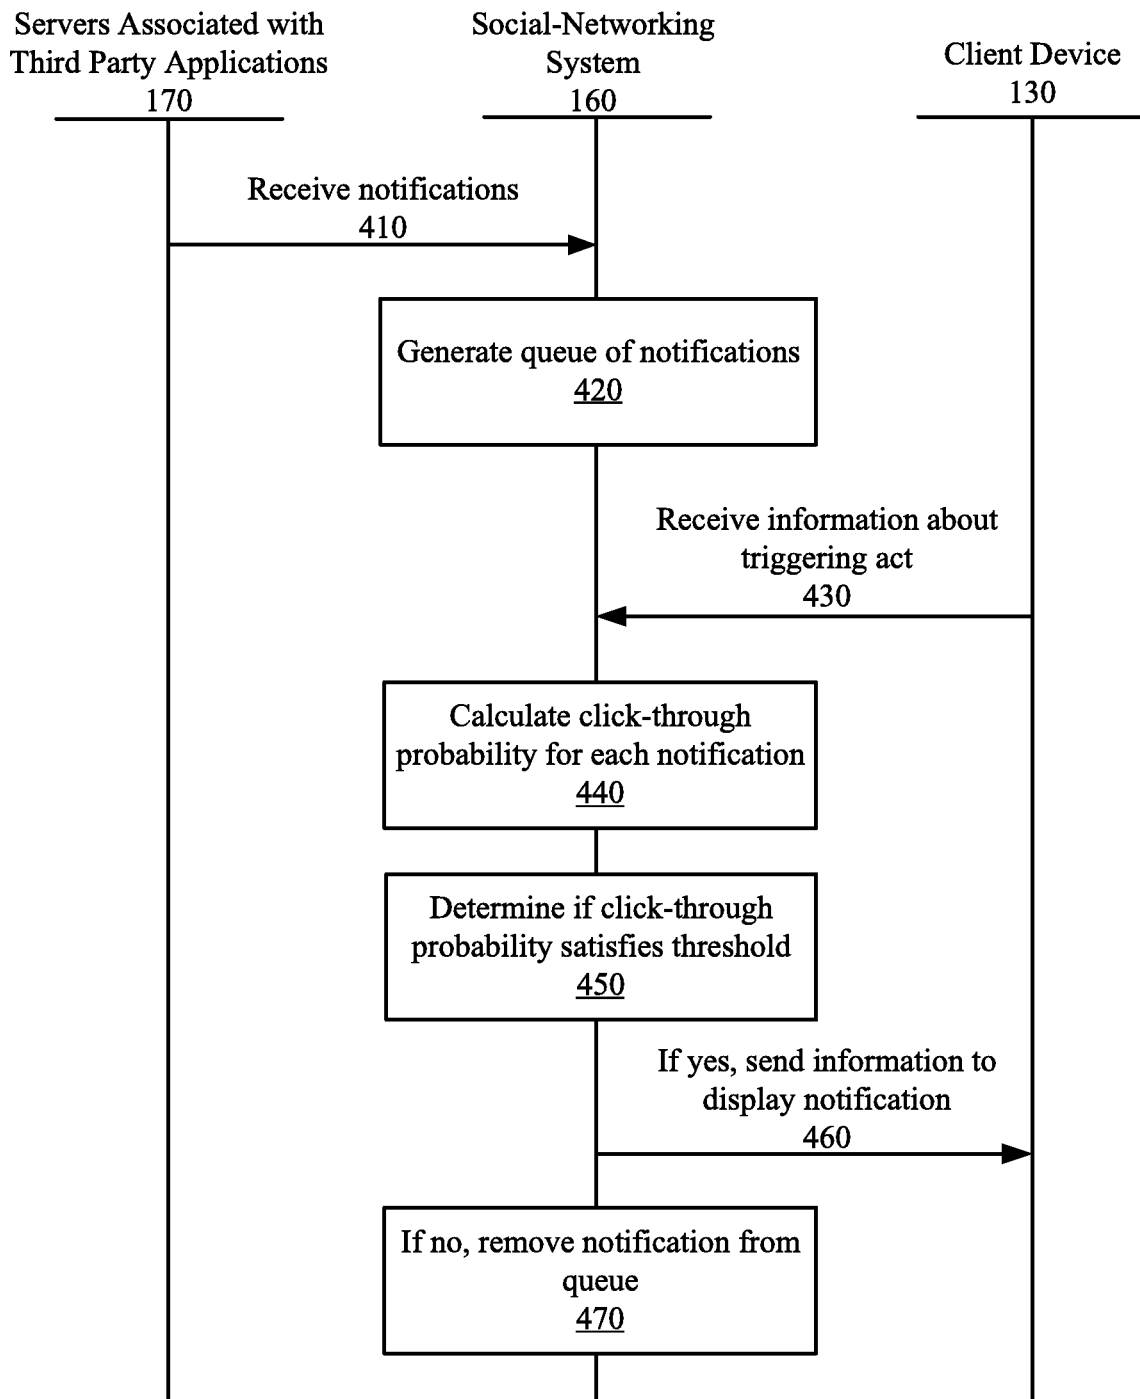 Servers Associated with
Third Party Applications
170
Social-Networking
System
160
Client Device
130
Receive notifications
410
Generate queue of notifications
420
Receive information about
triggering act
430
Calculate click-through
probability for each notification
440
Determine if click-through
probability satisfies threshold
450
If yes, send information to
display notification
460
If no, remove notification from
queue
470